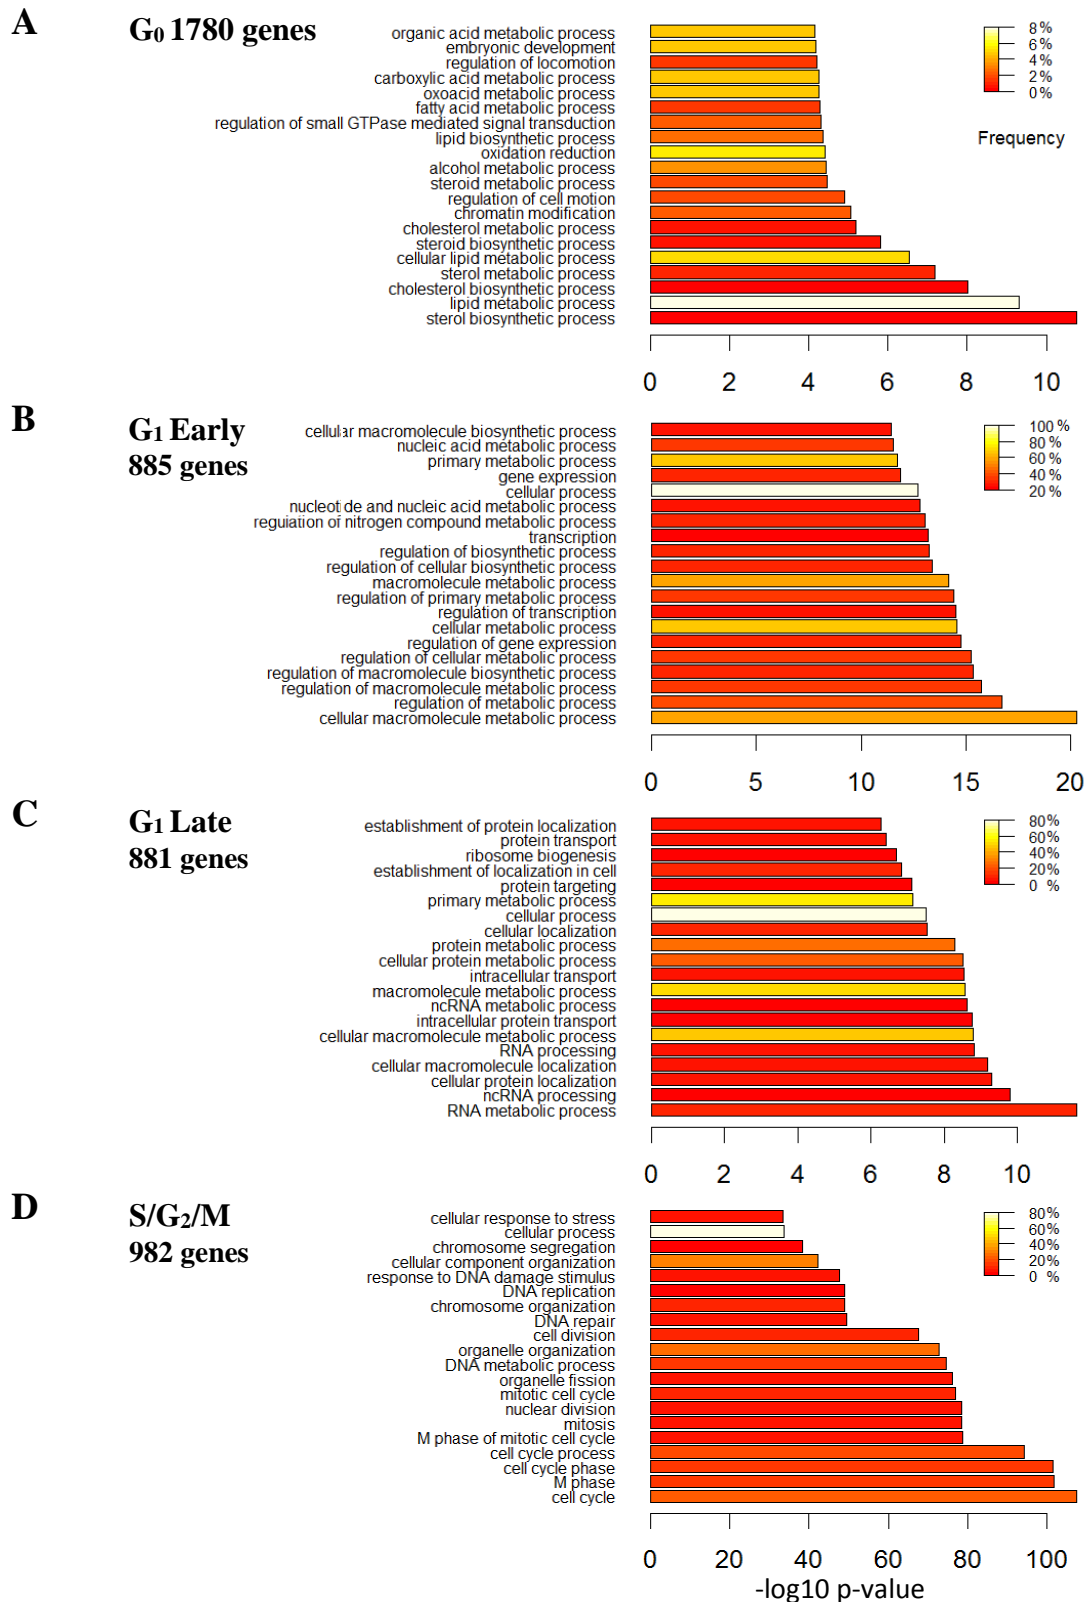 A
G0 1780 genes
organic acid metabolic process
embryonic development
regulation of locomotion
carboxylic acid metabolic process
oxoacid metabolic process
fatty acid metabolic process
regulation of small GTPase mediated signal transduction
lipid biosynthetic process
oxidation reduction
alcohol metabolic process
steroid metabolic process
regulation of cell motion
chromatin modification
cholesterol metabolic process
steroid biosynthetic process
cellular lipid metabolic process
sterol metabolic process
cholesterol biosynthetic process
lipid metabolic process
sterol biosynthetic process
8 %
6 %
4 %
2 %
0 %
Frequency
0 2 4 6 8 10
B
G1 Early
885 genes
cellular macromolecule biosynthetic process
nucleic acid metabolic process
primary metabolic process
gene expression
cellular process
nucleotide and nucleic acid metabolic process
regulation of nitrogen compound metabolic process
transcription
regulation of biosynthetic process
regulation of cellular biosynthetic process
macromolecule metabolic process
regulation of primary metabolic process
regulation of transcription
cellular metabolic process
regulation of gene expression
regulation of cellular metabolic process
regulation of macromolecule biosynthetic process
regulation of macromolecule metabolic process
regulation of metabolic process
cellular macromolecule metabolic process
100 %
80 %
60 %
40 %
20 %
0 5 10 15 20
C
G1 Late
881 genes
establishment of protein localization
protein transport
ribosome biogenesis
establishment of localization in cell
protein targeting
primary metabolic process
cellular process
cellular localization
protein metabolic process
cellular protein metabolic process
intracellular transport
macromolecule metabolic process
ncRNA metabolic process
intracellular protein transport
cellular macromolecule metabolic process
RNA processing
cellular macromolecule localization
cellular protein localization
ncRNA processing
RNA metabolic process
80%
60%
40%
20%
0 %
0 2 4 6 8 10
D
S/G2/M
982 genes
cellular response to stress
cellular process
chromosome segregation
cellular component organization
response to DNA damage stimulus
DNA replication
chromosome organization
DNA repair
cell division
organelle organization
DNA metabolic process
organelle fission
mitotic cell cycle
nuclear division
mitosis
M phase of mitotic cell cycle
cell cycle process
cell cycle phase
M phase
cell cycle
80%
60%
40%
20%
0 %
0 20 40 60 80 100
-log10 p-value